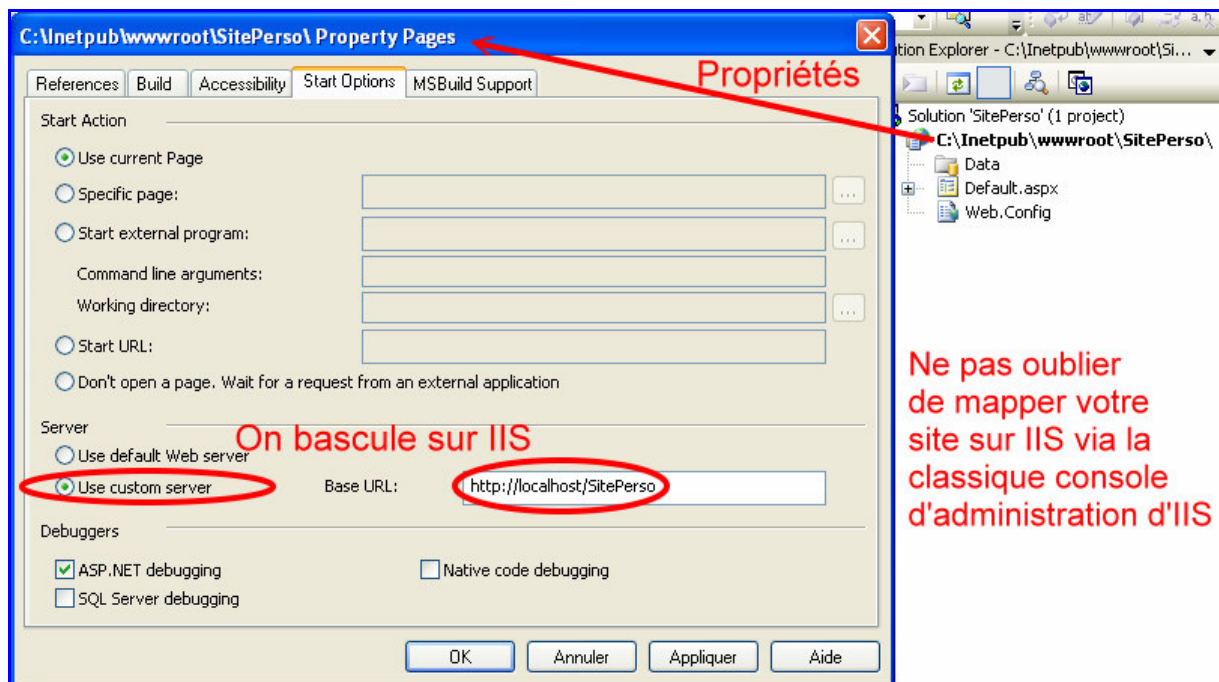 C:\Inetpub\wwwroot\SitePerso\ Property Pages
References Build Accessibility Start Options MSBuild Support
Propriétés
Start Action
Use current Page
Specific page:
...
Start external program:
...
Command line arguments:
Working directory:
...
Start URL:
Don't open a page. Wait for a request from an external application
Server
On bascule sur IIS
Use default Web server
Use custom server Base URL: http://localhost/SitePerso
Debuggers
ASP.NET debugging Native code debugging
SQL Server debugging
OK Annuler Appliquer Aide
ution Explorer - C:\Inetpub\wwwroot\Si...
Solution 'SitePerso' (1 project)
C:\Inetpub\wwwroot\SitePerso\
Data
Default.aspx
Web.Config
Ne pas oublier
de mapper votre
site sur IIS via la
classique console
d'administration d'IIS